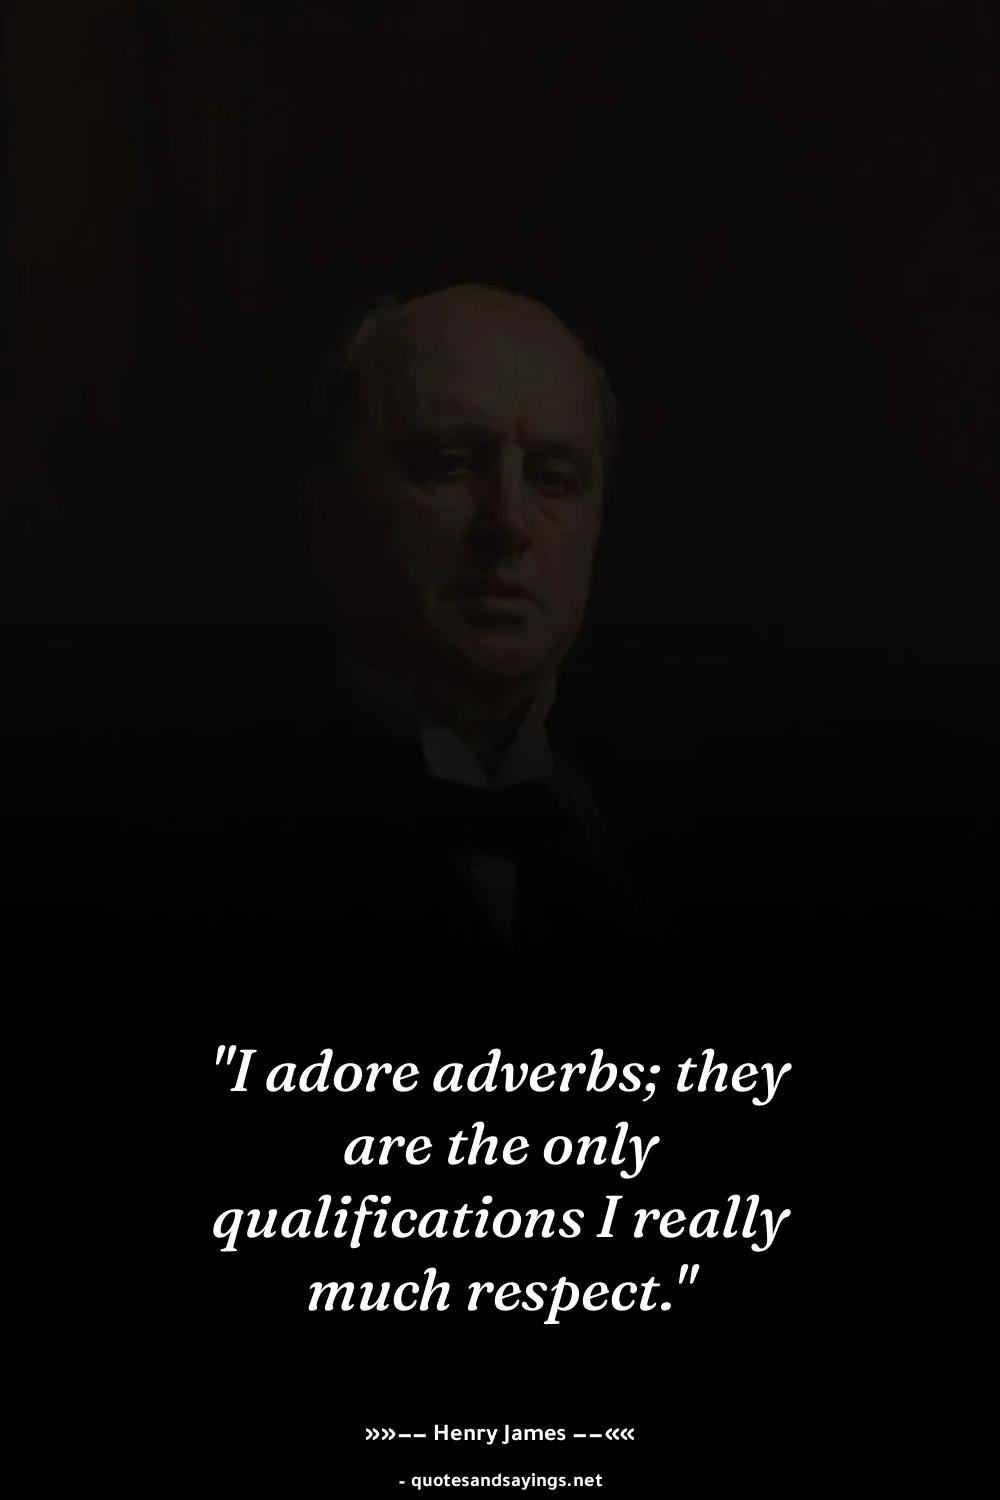 "I adore adverbs; they
are the only
qualifications I really
much respect."
»»–– Henry James ––««
- quotesandsayings.net